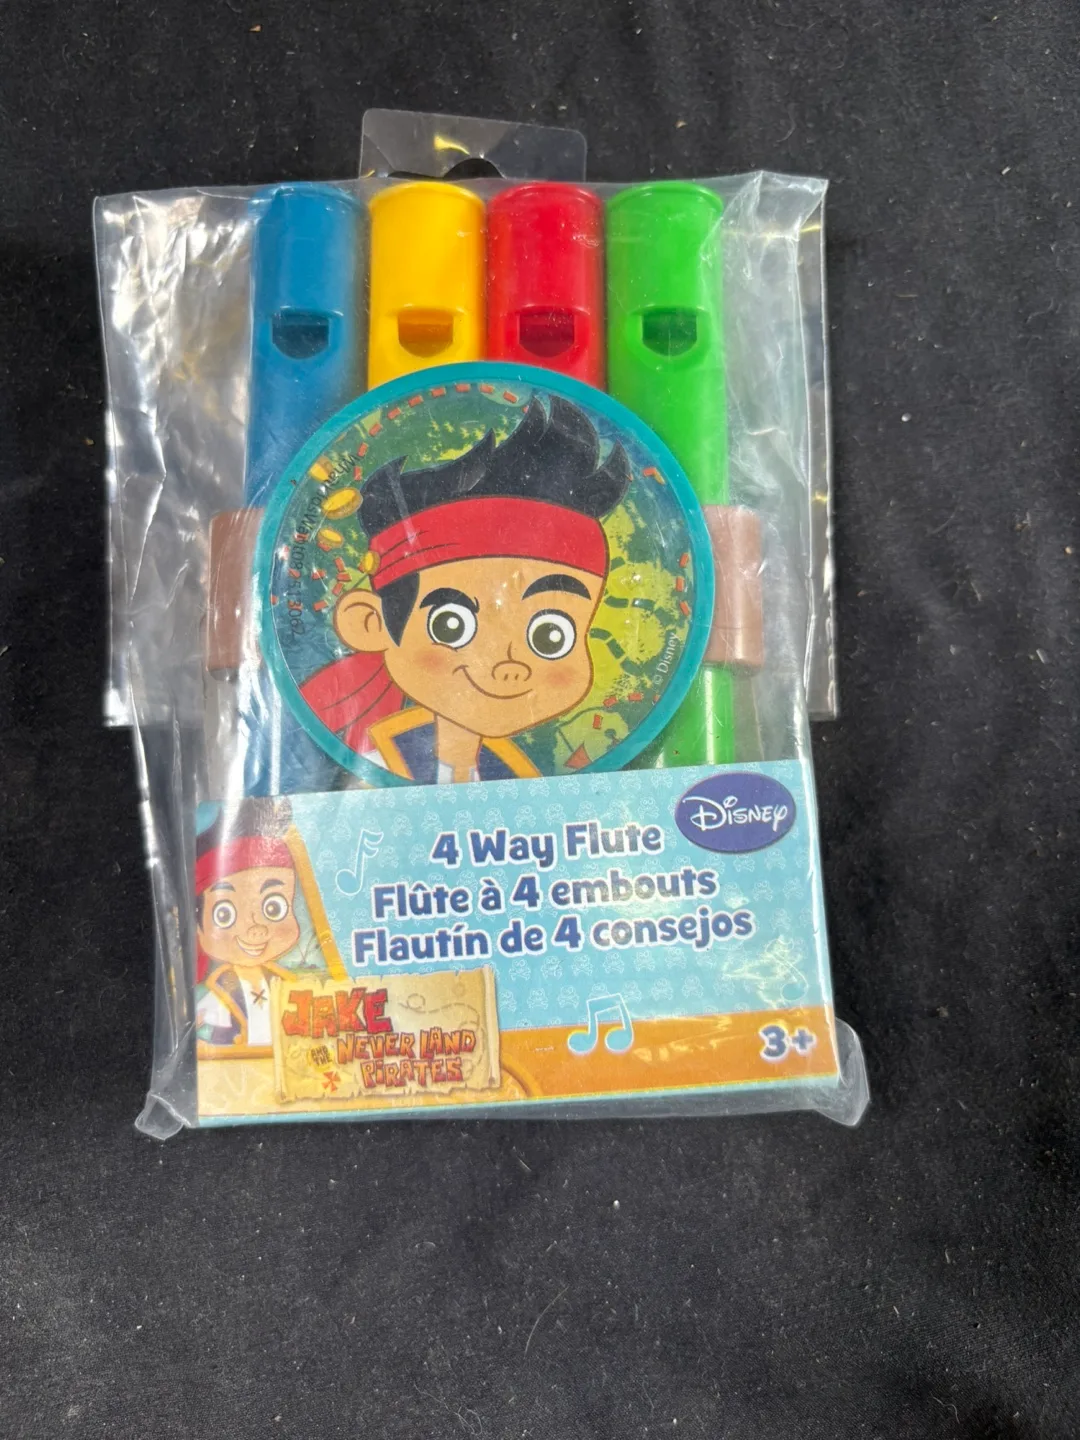 © Disney
Disney
4 Way Flute
Flûte à 4 embouts
Flautín de 4 consejos
JAKE
AND THE
NEVER LAND
PIRATES
3+